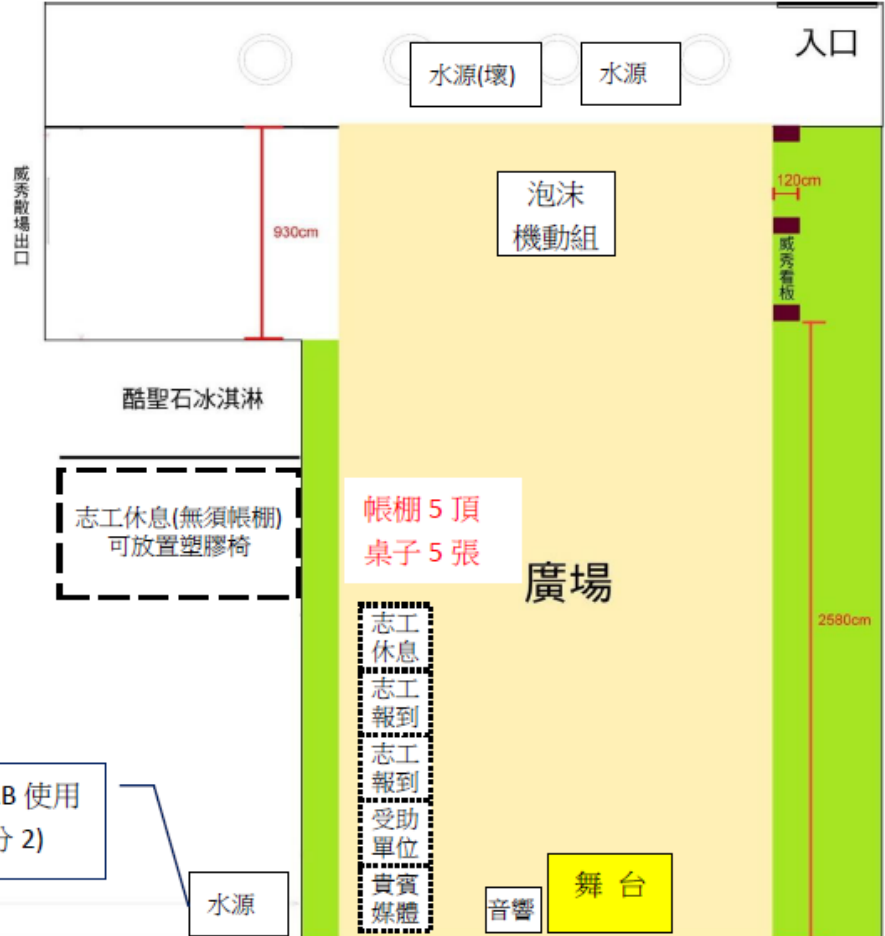 入口
水源(壞)
水源
威秀散場出口
泡沫
機動組
120cm
930cm
威秀看板
酷聖石冰淇淋
志工休息(無須帳棚)
可放置塑膠椅
帳棚 5 頂
桌子 5 張
廣場
2580cm
志工
休息
志工
報到
志工
報到
受助
單位
貴賓
媒體
B 使用
分 2)
水源
音響
舞 台